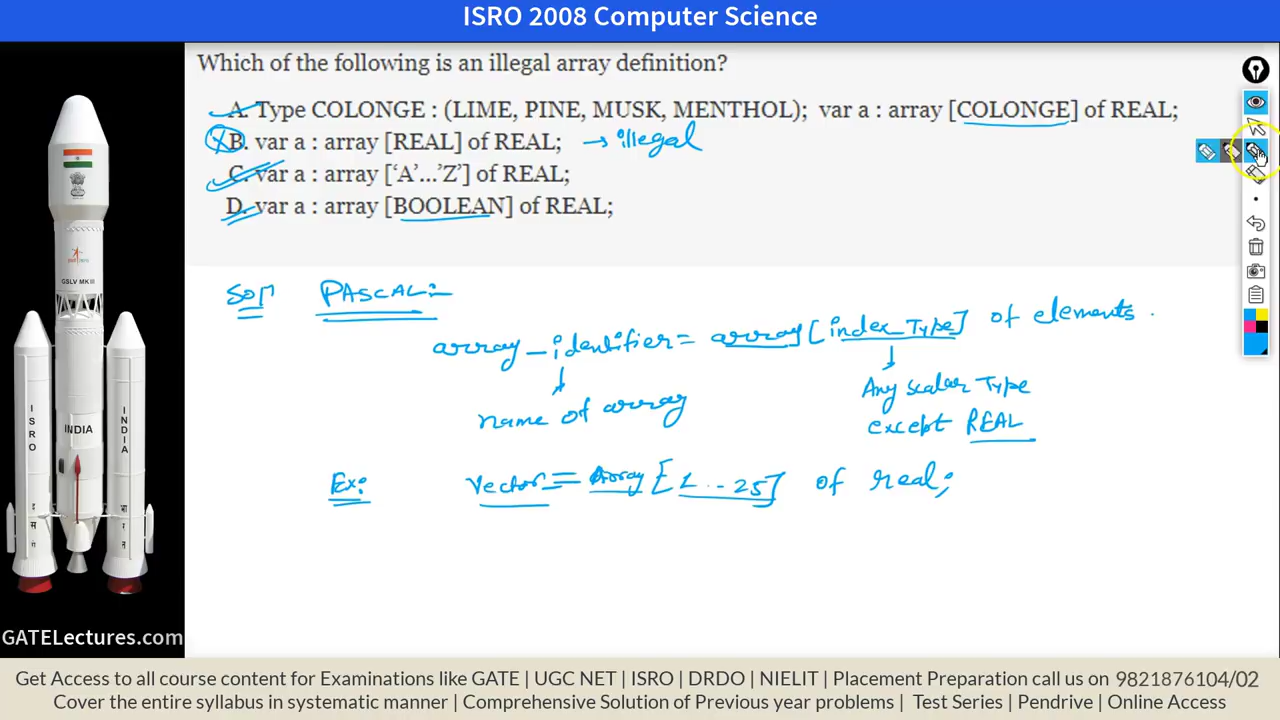 ISRO 2008 Computer Science
Which of the following is an illegal array definition?
A. Type COLONGE : (LIME, PINE, MUSK, MENTHOL); var a : array [COLONGE] of REAL;
B. var a : array [REAL] of REAL; → illegal
C. var a : array ['A'...'Z'] of REAL;
D. var a : array [BOOLEAN] of REAL;
Sol PASCAL:
array_identifier = array [index_Type] of elements.
name of array
Any scalar Type
except REAL
Ex: Vector = Array [1...25] of real;
GSLV MK III
ISRO
INDIA
INDIA
GATELectures.com
Get Access to all course content for Examinations like GATE | UGC NET | ISRO | DRDO | NIELIT | Placement Preparation call us on 9821876104/02
Cover the entire syllabus in systematic manner | Comprehensive Solution of Previous year problems | Test Series | Pendrive | Online Access